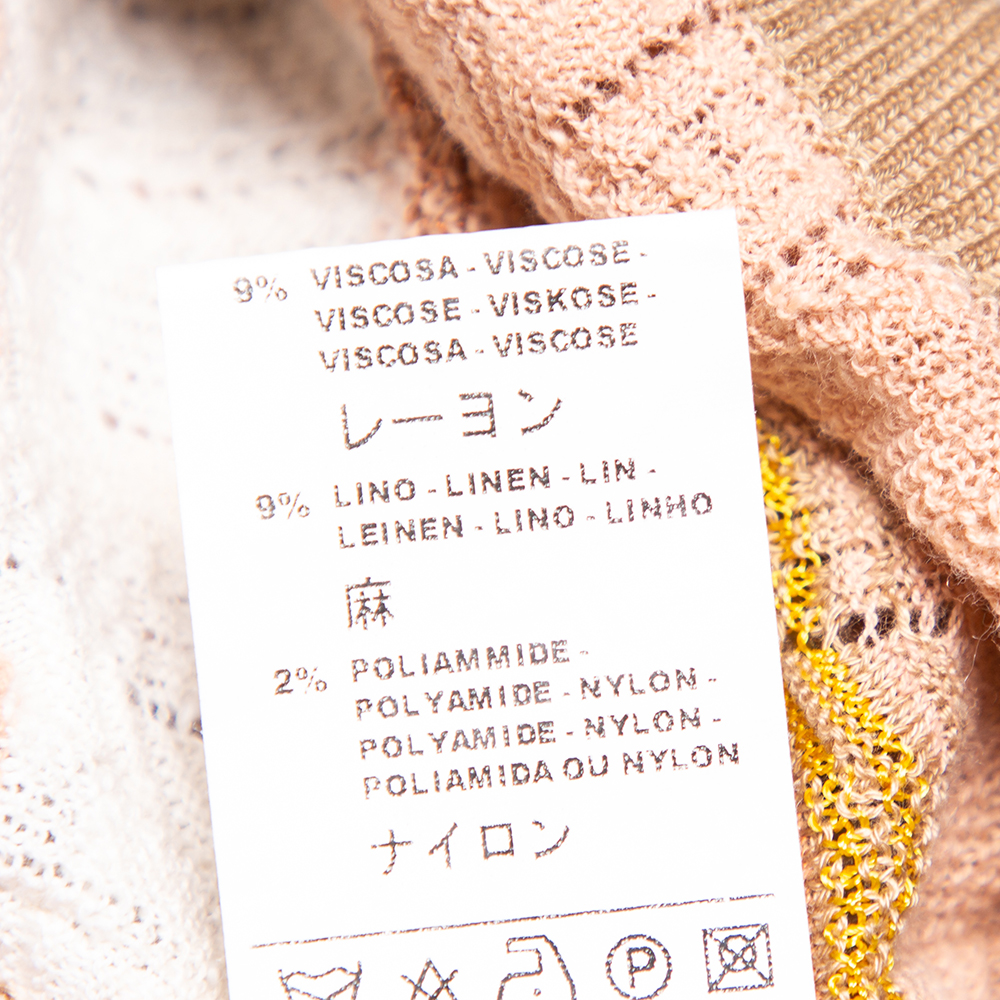 9% VISCOSA - VISCOSE -
VISCOSE - VISKOSE -
VISCOSA - VISCOSE
レーヨン
9% LINO - LINEN - LIN -
LEINEN - LINO - LINHO
麻
2% POLIAMMIDE -
POLYAMIDE - NYLON -
POLYAMIDE - NYLON -
POLIAMIDA OU NYLON
ナイロン
P